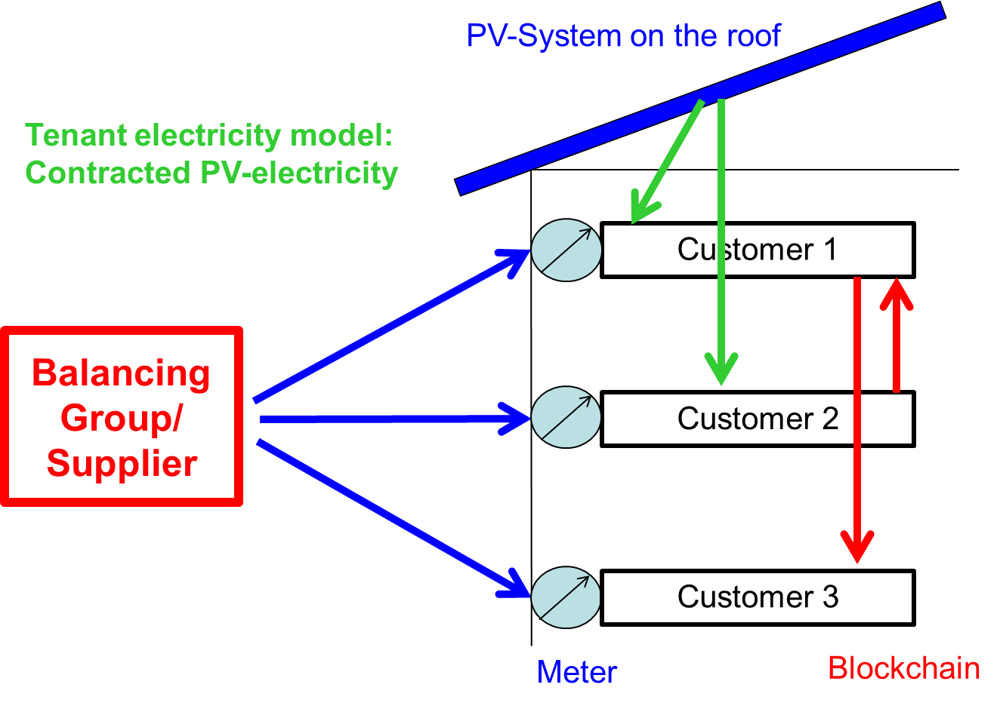 PV-System on the roof
Tenant electricity model:
Contracted PV-electricity
Customer 1
Balancing
Group/
Supplier
Customer 2
Customer 3
Meter
Blockchain